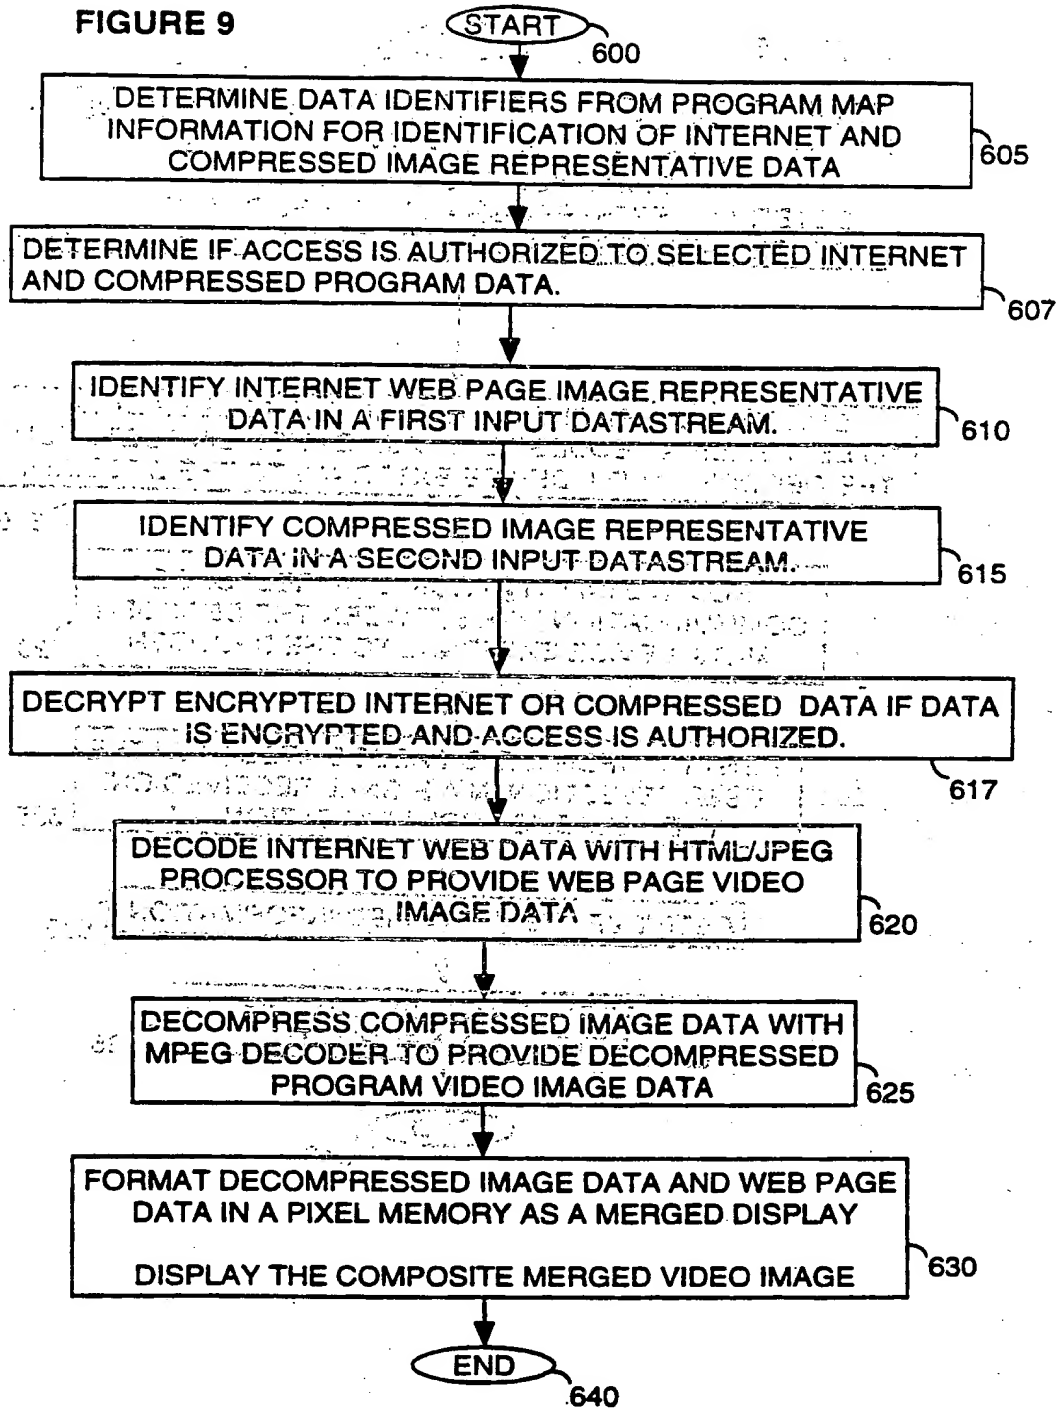 FIGURE 9
START
600
DETERMINE DATA IDENTIFIERS FROM PROGRAM MAP
INFORMATION FOR IDENTIFICATION OF INTERNET AND
COMPRESSED IMAGE REPRESENTATIVE DATA
605
DETERMINE IF ACCESS IS AUTHORIZED TO SELECTED INTERNET
AND COMPRESSED PROGRAM DATA.
607
IDENTIFY INTERNET WEB PAGE IMAGE REPRESENTATIVE
DATA IN A FIRST INPUT DATASTREAM.
610
IDENTIFY COMPRESSED IMAGE REPRESENTATIVE
DATA IN A SECOND INPUT DATASTREAM.
615
DECRYPT ENCRYPTED INTERNET OR COMPRESSED DATA IF DATA
IS ENCRYPTED AND ACCESS IS AUTHORIZED.
617
DECODE INTERNET WEB DATA WITH HTML/JPEG
PROCESSOR TO PROVIDE WEB PAGE VIDEO
IMAGE DATA
620
DECOMPRESS COMPRESSED IMAGE DATA WITH
MPEG DECODER TO PROVIDE DECOMPRESSED
PROGRAM VIDEO IMAGE DATA
625
FORMAT DECOMPRESSED IMAGE DATA AND WEB PAGE
DATA IN A PIXEL MEMORY AS A MERGED DISPLAY
DISPLAY THE COMPOSITE MERGED VIDEO IMAGE
630
END
640